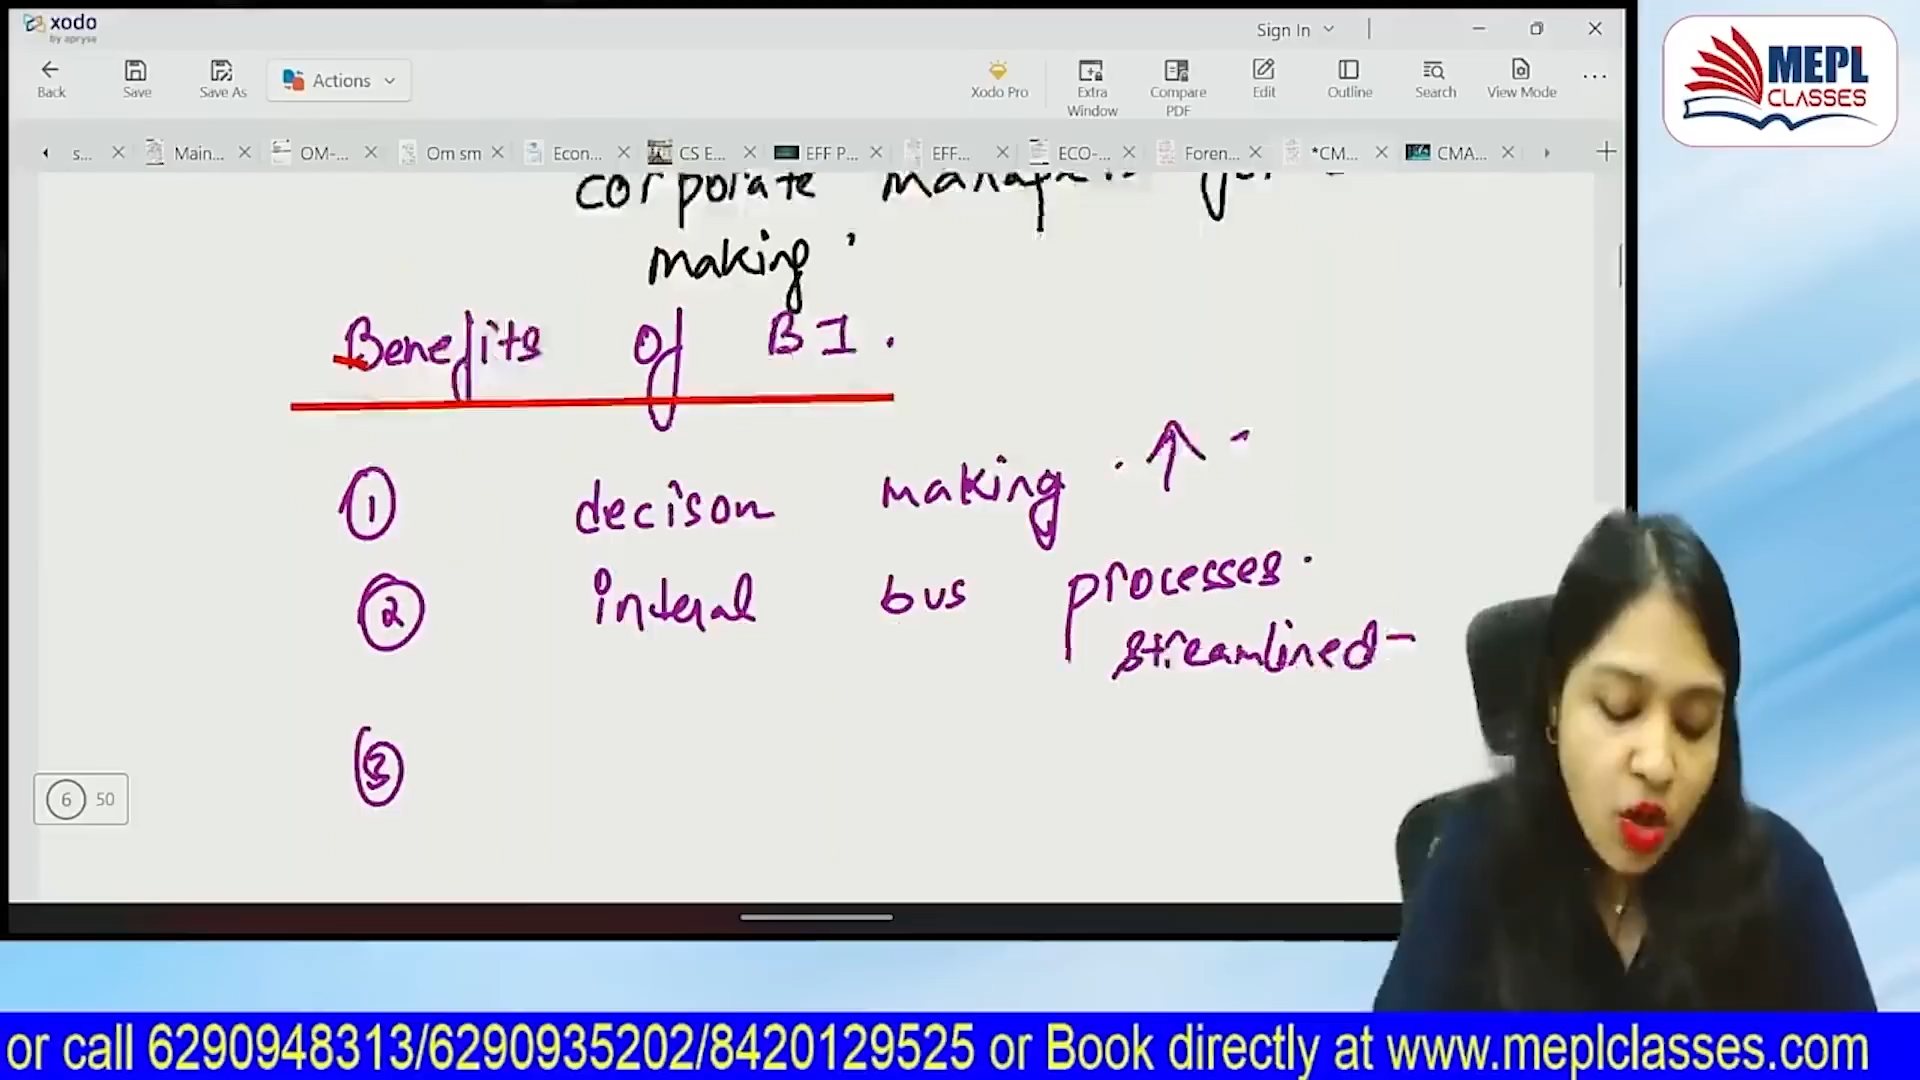 xodo
by apryse
Sign In
Back
Save
Save As
Actions
Xodo Pro
Extra Window
Compare PDF
Edit
Outline
Search
View Mode
s...
Main...
OM-...
Om sm
Econ...
CS E...
EFF P...
EFF...
ECO-...
Foren...
*CM...
CMA...
MEPL
CLASSES
corporate
making
Benefits of BI.
1 decison making ↑
2 interal bus processes.
streamlined-
3
6 50
or call 6290948313/6290935202/8420129525 or Book directly at www.meplclasses.com